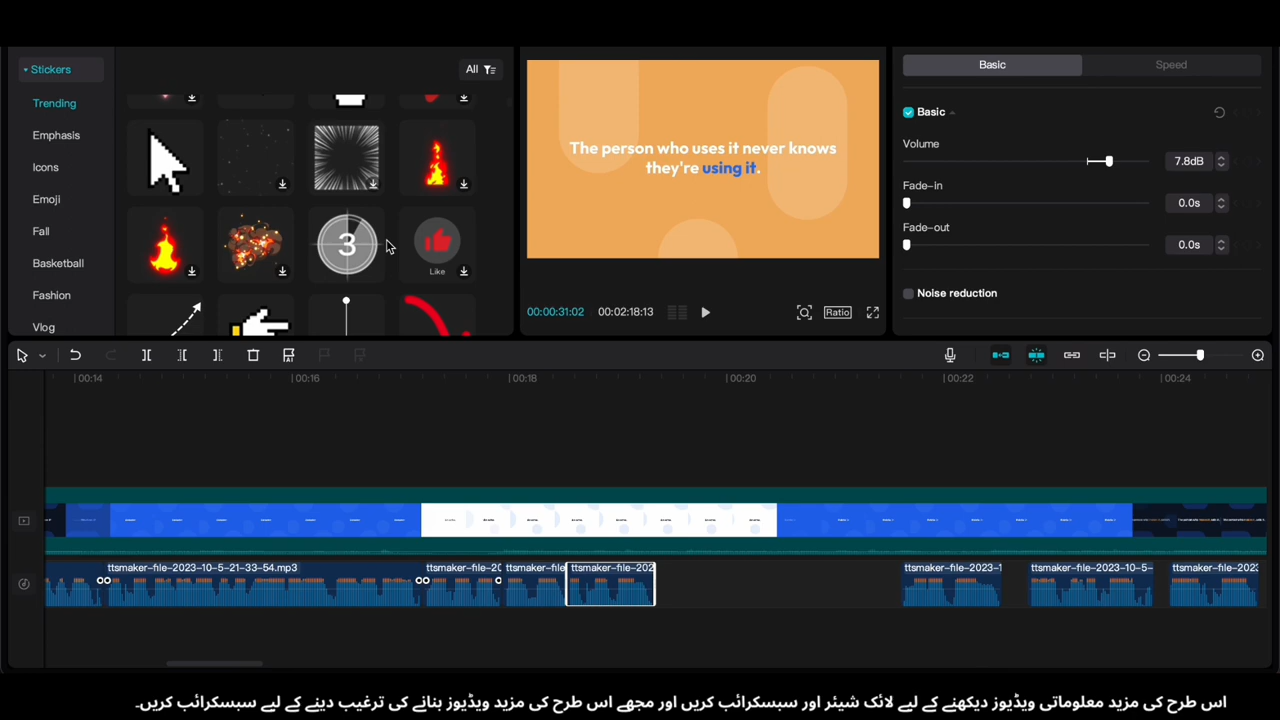 Stickers
All
Trending
Emphasis
Icons
Emoji
Fall
Basketball
Fashion
Vlog
3
Like
The person who uses it never knows
they're using it.
00:00:31:02
00:02:18:13
Ratio
Basic
Speed
Basic
Volume
7.8dB
Fade-in
0.0s
Fade-out
0.0s
Noise reduction
00:14
00:16
00:18
00:20
00:22
00:24
ttsmaker-file-2023-10-5-21-33-54.mp3
ttsmaker-file-20
ttsmaker-file
ttsmaker-file-202
ttsmaker-file-2023-1
ttsmaker-file-2023-10-5-
ttsmaker-file-2023
اس طرح کی مزید معلوماتی ویڈیوز دیکھنے کے لیے لائک شیئر اور سبسکرائب کریں اور مجھے اس طرح کی مزید ویڈیوز بنانے کی ترغیب دینے کے لیے سبسکرائب کریں۔